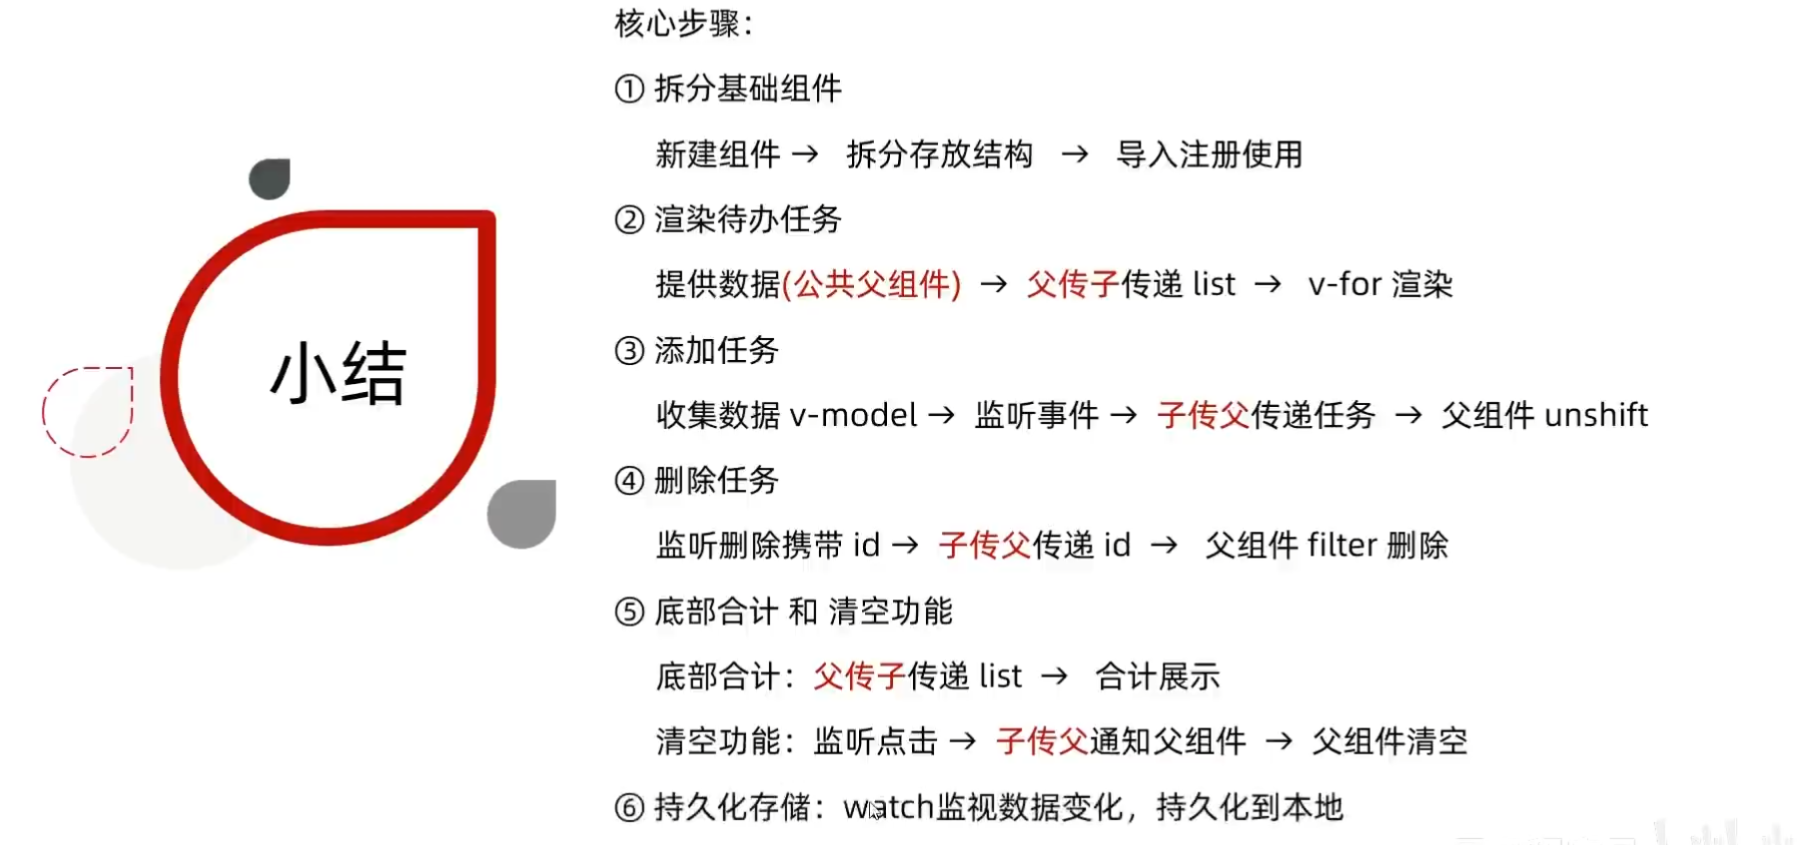 小结
核心步骤：
① 拆分基础组件
新建组件 → 拆分存放结构 → 导入注册使用
② 渲染待办任务
提供数据(公共父组件) → 父传子传递 list → v-for 渲染
③ 添加任务
收集数据 v-model → 监听事件 → 子传父传递任务 → 父组件 unshift
④ 删除任务
监听删除携带 id → 子传父传递 id → 父组件 filter 删除
⑤ 底部合计 和 清空功能
底部合计：父传子传递 list → 合计展示
清空功能：监听点击 → 子传父通知父组件 → 父组件清空
⑥ 持久化存储：watch监视数据变化，持久化到本地